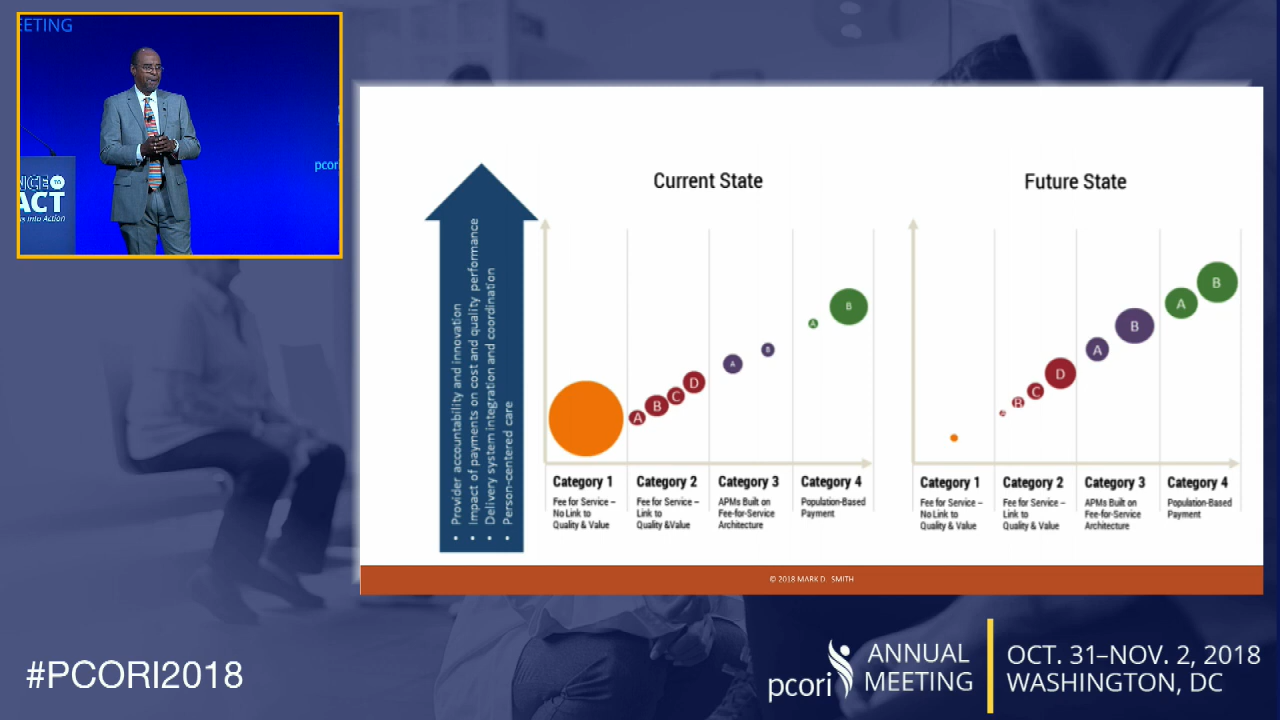 EETING
NCE TO
ACT
s into Action
pcori
Current State
Future State
• Provider accountability and innovation
• Impact of payments on cost and quality performance
• Delivery system integration and coordination
• Person-centered care
A
B
C
D
A
B
A
B
A
B
C
D
A
B
A
B
Category 1
Fee for Service –
No Link to
Quality & Value
Category 2
Fee for Service –
Link to
Quality &Value
Category 3
APMs Built on
Fee-for-Service
Architecture
Category 4
Population-Based
Payment
Category 1
Fee for Service –
No Link to
Quality & Value
Category 2
Fee for Service –
Link to
Quality & Value
Category 3
APMs Built on
Fee-for-Service
Architecture
Category 4
Population-Based
Payment
© 2018 MARK D. SMITH
#PCORI2018
pcori
ANNUAL
MEETING
OCT. 31–NOV. 2, 2018
WASHINGTON, DC